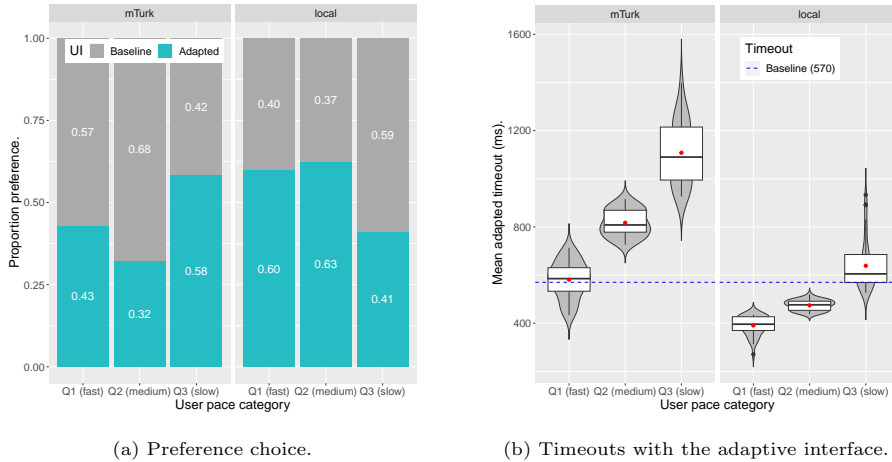 mTurk
local
Proportion preference.
1.00
0.75
0.50
0.25
0.00
UI Baseline Adapted
0.57
0.68
0.42
0.40
0.37
0.59
0.43
0.32
0.58
0.60
0.63
0.41
Q1 (fast) Q2 (medium) Q3 (slow)
Q1 (fast) Q2 (medium) Q3 (slow)
User pace category
(a) Preference choice.
mTurk
local
Mean adapted timeout (ms).
1600
1200
800
400
Timeout
Baseline (570)
Q1 (fast) Q2 (medium) Q3 (slow)
Q1 (fast) Q2 (medium) Q3 (slow)
User pace category
(b) Timeouts with the adaptive interface.